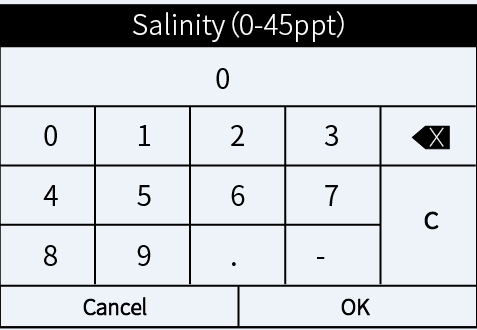 Salinity (0-45ppt)
0
0 1 2 3 X
4 5 6 7 C
8 9 . -
Cancel OK